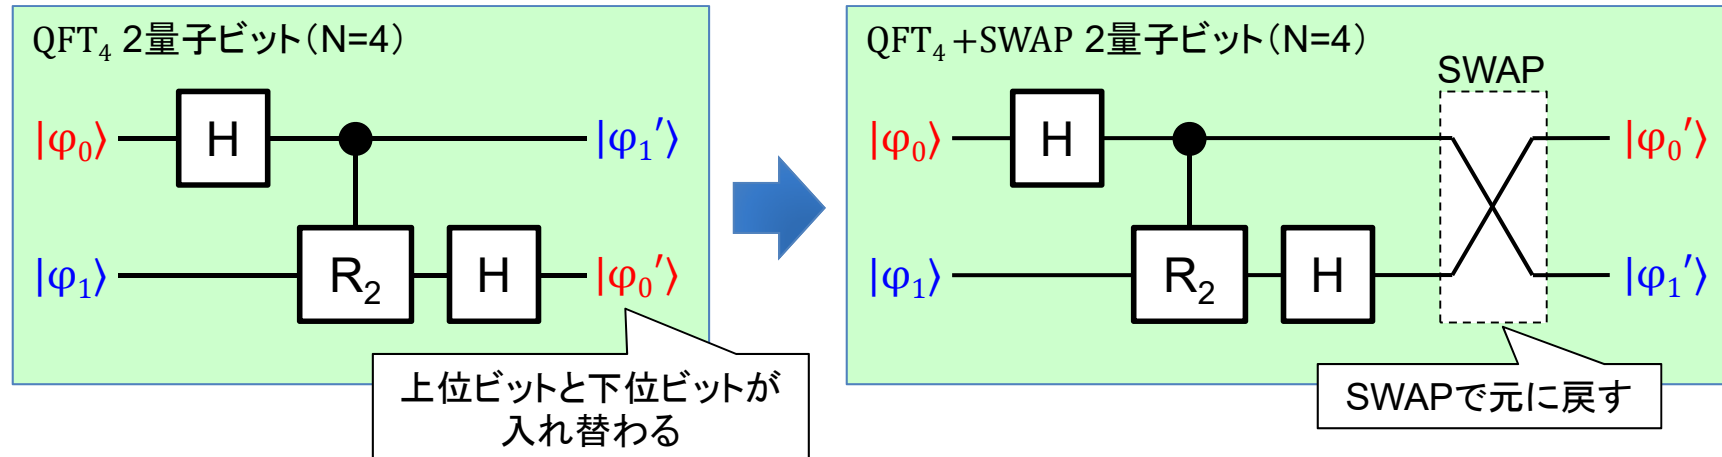 QFT₄ 2量子ビット(N=4)
|φ₀⟩ H |φ₁′⟩
|φ₁⟩ R₂ H |φ₀′⟩
上位ビットと下位ビットが
入れ替わる
QFT₄+SWAP 2量子ビット(N=4)
SWAP
|φ₀⟩ H |φ₀′⟩
|φ₁⟩ R₂ H |φ₁′⟩
SWAPで元に戻す